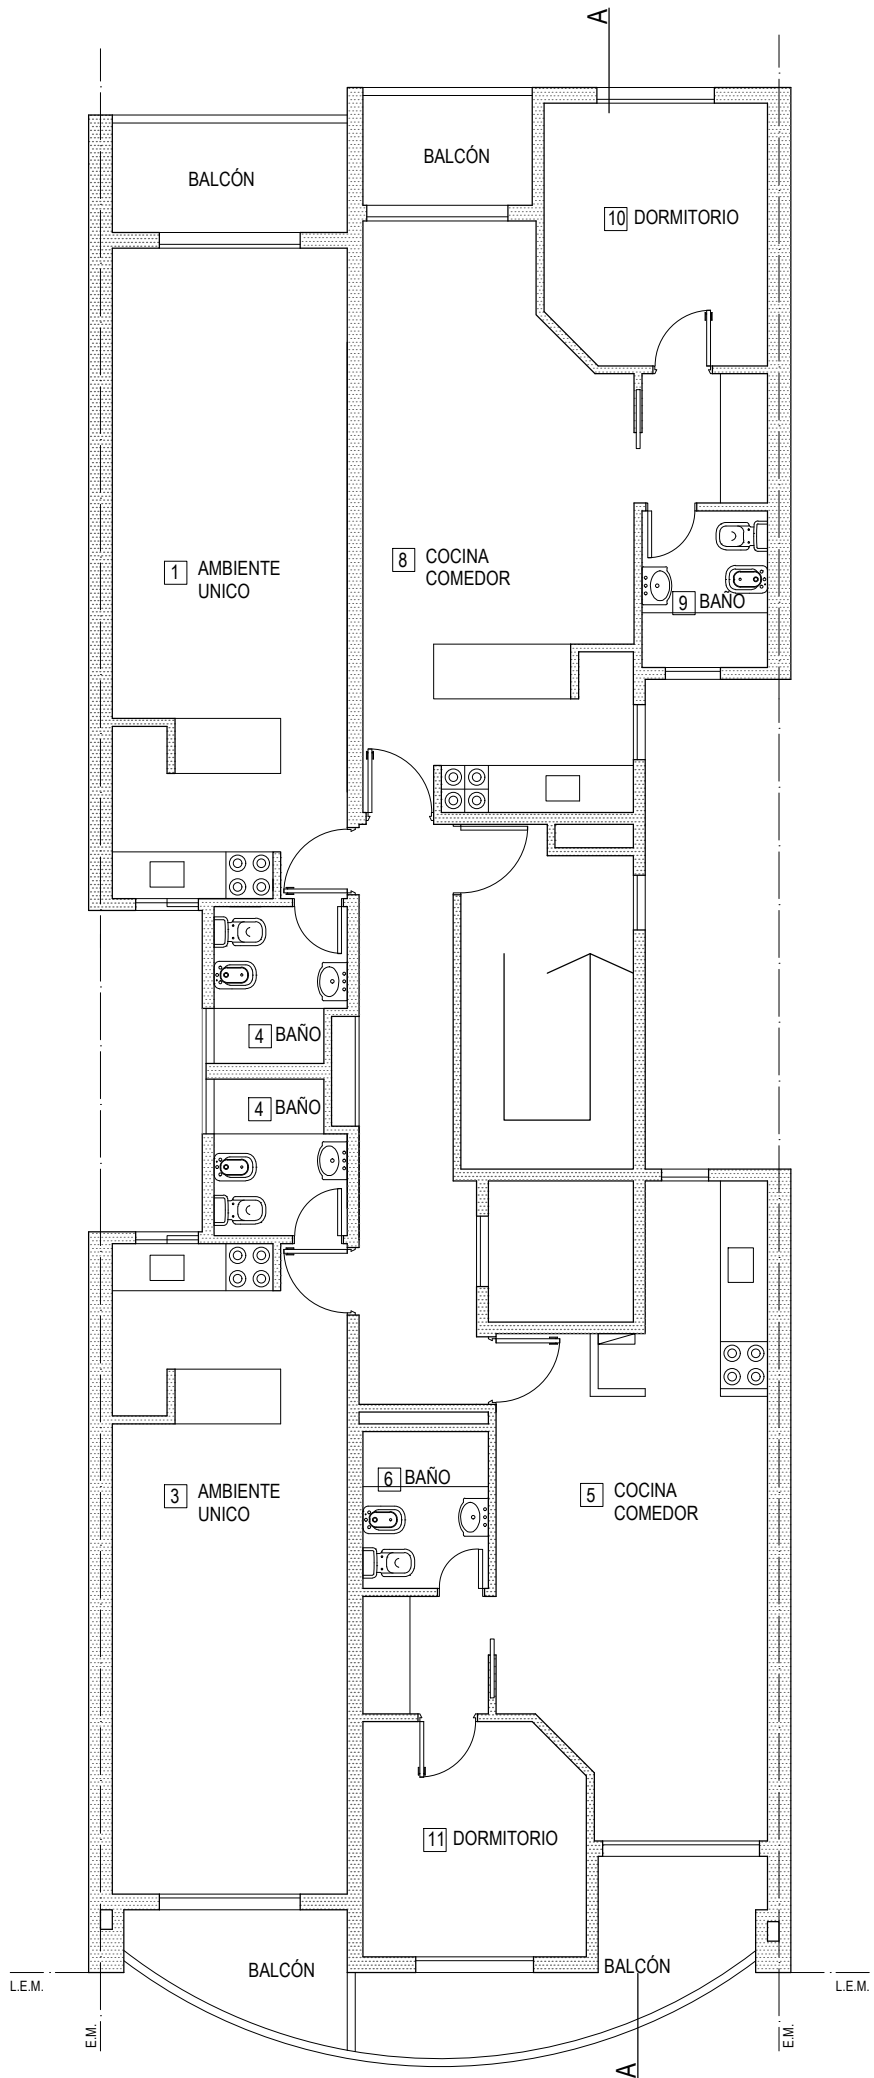 A
BALCÓN
BALCÓN
10 DORMITORIO
1 AMBIENTE
UNICO
8 COCINA
COMEDOR
9 BAÑO
4 BAÑO
4 BAÑO
6 BAÑO
3 AMBIENTE
UNICO
5 COCINA
COMEDOR
11 DORMITORIO
BALCÓN
BALCÓN
L.E.M.
L.E.M.
E.M.
E.M.
A